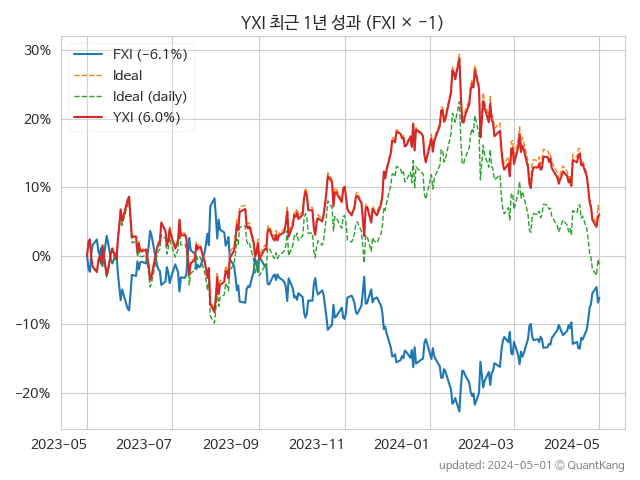 YXI 최근 1년 성과 (FXI × -1)
FXI (-6.1%)
Ideal
Ideal (daily)
YXI (6.0%)
30%
20%
10%
0%
−10%
−20%
2023-05
2023-07
2023-09
2023-11
2024-01
2024-03
2024-05
updated: 2024-05-01 © QuantKang